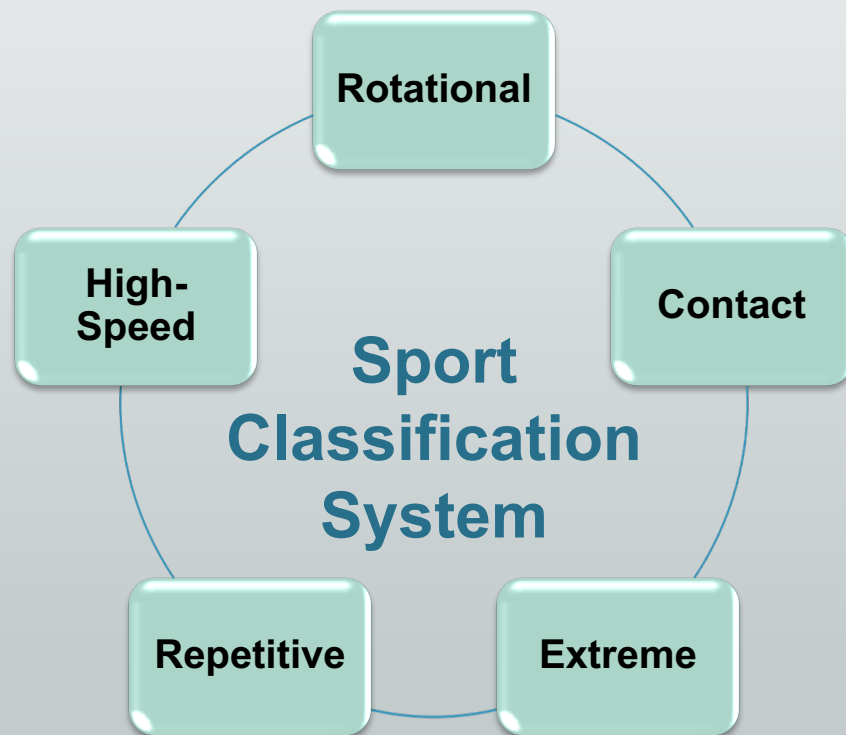 Rotational
High-
Speed
Contact
Sport
Classification
System
Repetitive
Extreme